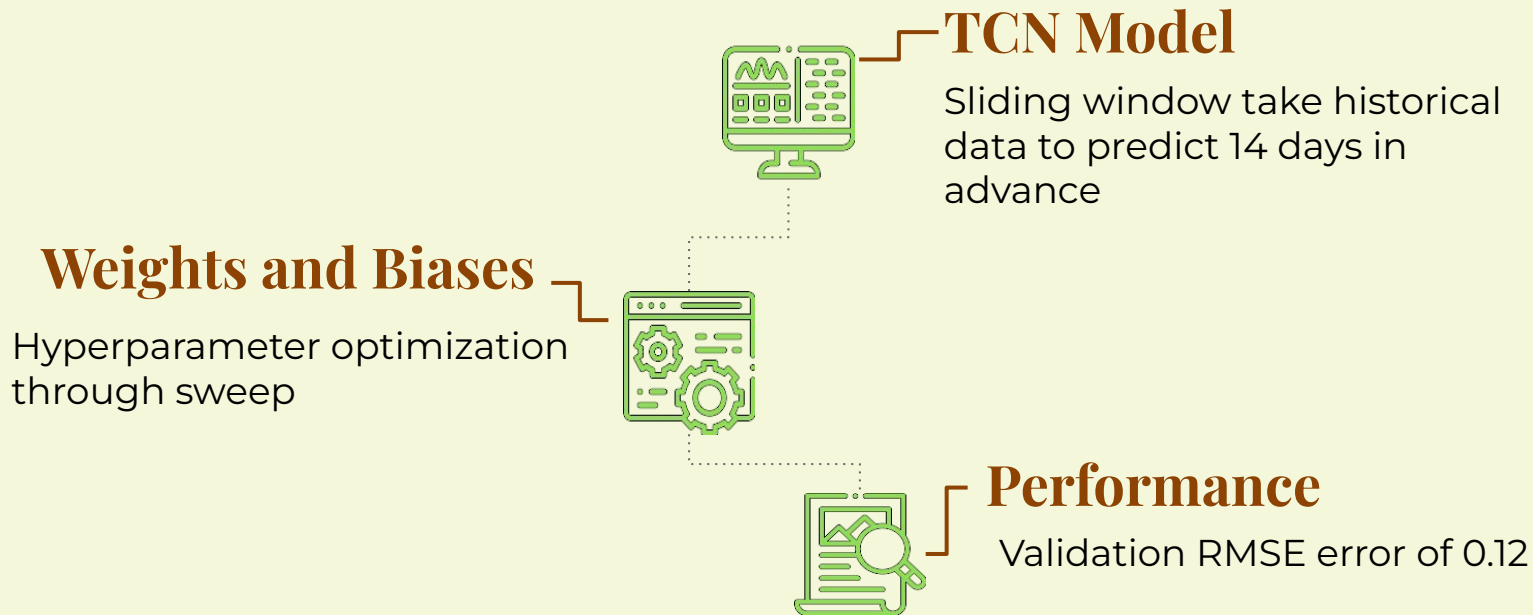 TCN Model
Sliding window take historical
data to predict 14 days in
advance
Weights and Biases
Hyperparameter optimization
through sweep
Performance
Validation RMSE error of 0.12